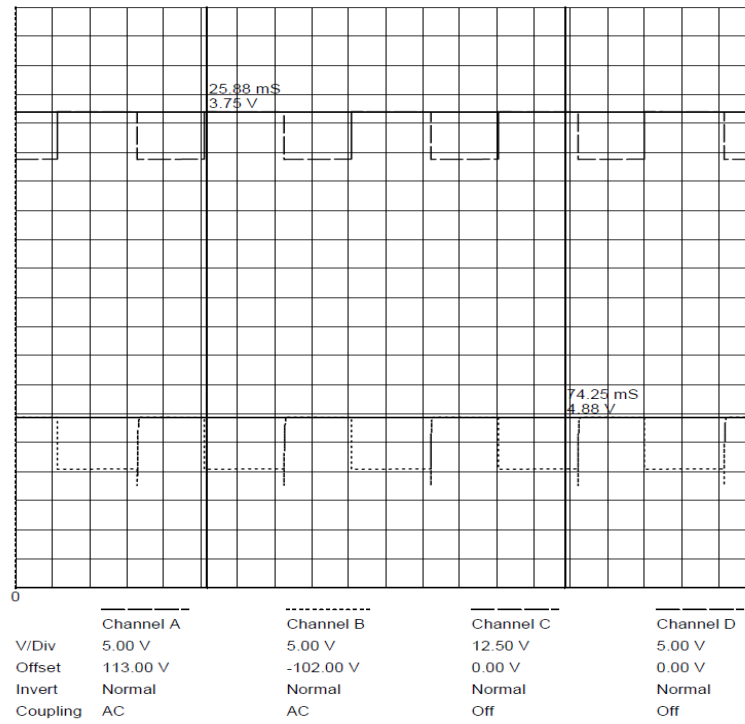 25.88 mS
3.75 V
74.25 mS
4.88 V
0
Channel A Channel B Channel C Channel D
V/Div 5.00 V 5.00 V 12.50 V 5.00 V
Offset 113.00 V -102.00 V 0.00 V 0.00 V
Invert Normal Normal Normal Normal
Coupling AC AC Off Off